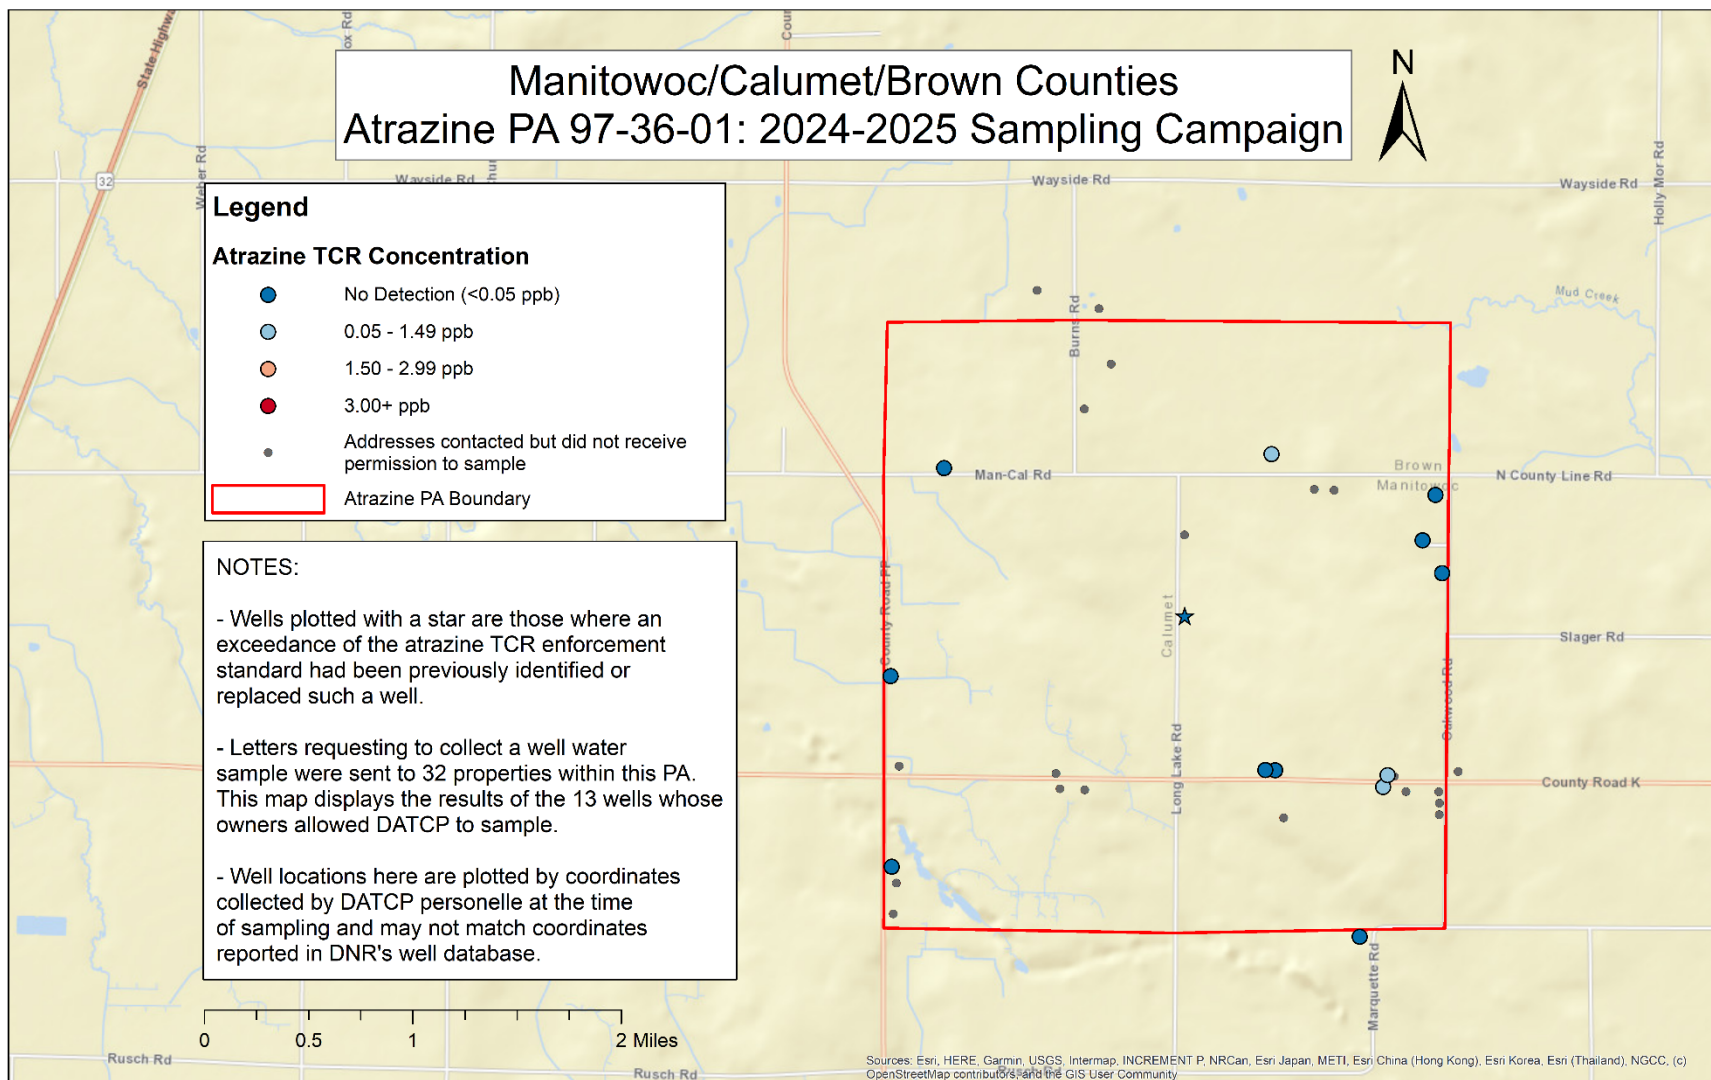 Manitowoc/Calumet/Brown Counties
Atrazine PA 97-36-01: 2024-2025 Sampling Campaign
N
State Highw
ox Rd
Cour
32
Weber Rd
Wayside Rd
Wayside Rd
Wayside Rd
Holly Mor Rd
Legend
Atrazine TCR Concentration
No Detection (<0.05 ppb)
0.05 - 1.49 ppb
1.50 - 2.99 ppb
3.00+ ppb
Addresses contacted but did not receive
permission to sample
Atrazine PA Boundary
Mud Creek
Burns Rd
Man-Cal Rd
Brown
Manitowoc
N County Line Rd
County Road PP
Calumet
Slager Rd
Oakwood Rd
Long Lake Rd
County Road K
Marquette Rd
NOTES:
- Wells plotted with a star are those where an
exceedance of the atrazine TCR enforcement
standard had been previously identified or
replaced such a well.
- Letters requesting to collect a well water
sample were sent to 32 properties within this PA.
This map displays the results of the 13 wells whose
owners allowed DATCP to sample.
- Well locations here are plotted by coordinates
collected by DATCP personelle at the time
of sampling and may not match coordinates
reported in DNR's well database.
0 0.5 1 2 Miles
Rusch Rd
Rusch Rd
Sources: Esri, HERE, Garmin, USGS, Intermap, INCREMENT P, NRCan, Esri Japan, METI, Esri China (Hong Kong), Esri Korea, Esri (Thailand), NGCC, (c)
OpenStreetMap contributors, and the GIS User Community